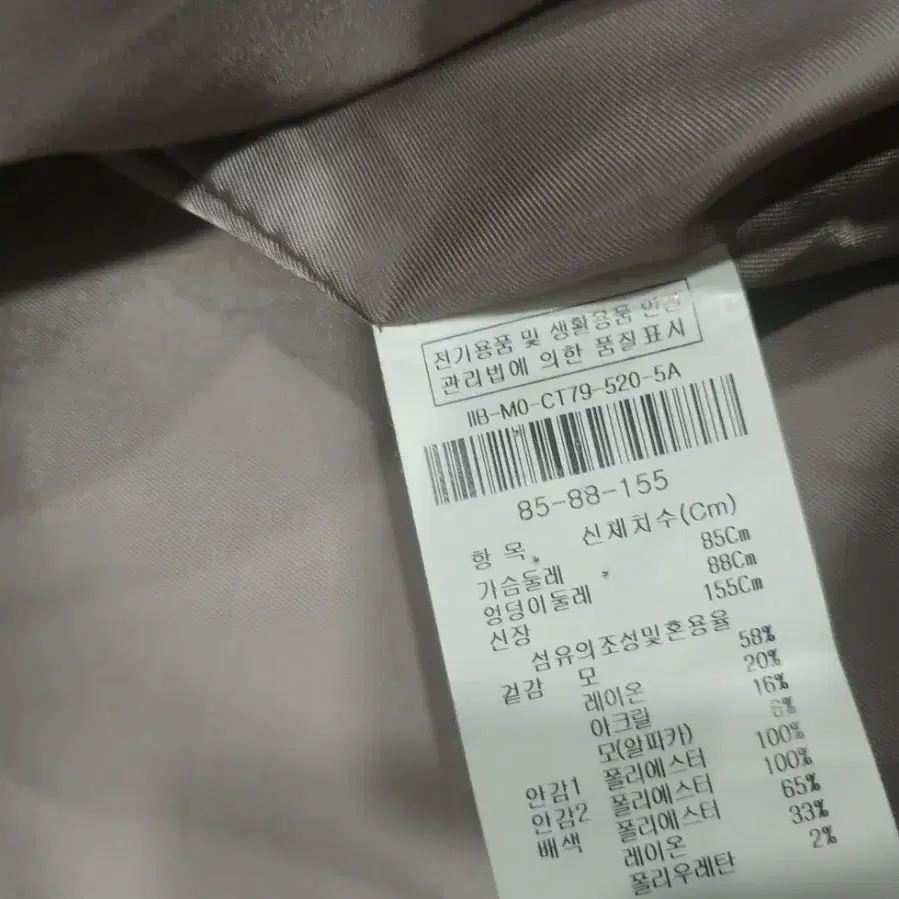 전기용품 및 생활용품 안전
관리법에 의한 품질표시
IIB-M0-CT79-520-5A
85-88-155
항 목 신체치수(Cm)
가슴둘레 85Cm
엉덩이둘레 88Cm
신장 155Cm
섬유의조성및혼용율
겉감 모 58%
레이온 20%
아크릴 16%
모(알파카) 6%
안감1 폴리에스터 100%
안감2 폴리에스터 100%
배색 폴리에스터 65%
레이온 33%
폴리우레탄 2%